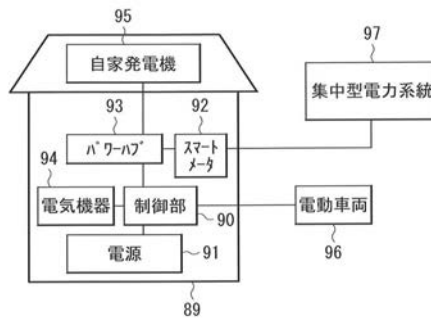 95
自家発電機
97
集中型電力系統
93
92
ﾊﾟﾜｰﾊﾌﾞ
ｽﾏｰﾄ
ﾒｰﾀ
94
電気機器
制御部
90
電動車両
96
電源
91
89